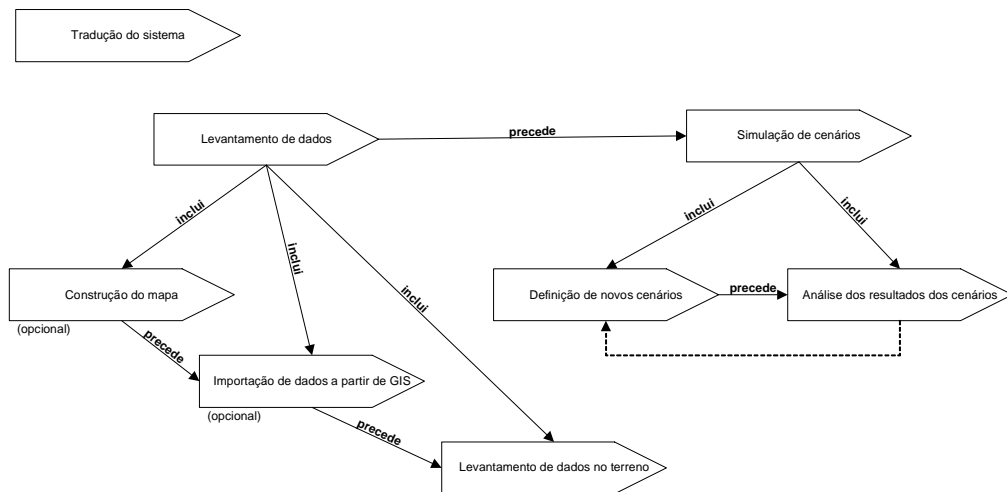 Tradução do sistema
Levantamento de dados
precede
Simulação de cenários
inclui
inclui
inclui
inclui
inclui
Construção do mapa
(opcional)
Definição de novos cenários
precede
Análise dos resultados dos cenários
precede
Importação de dados a partir de GIS
(opcional)
precede
Levantamento de dados no terreno